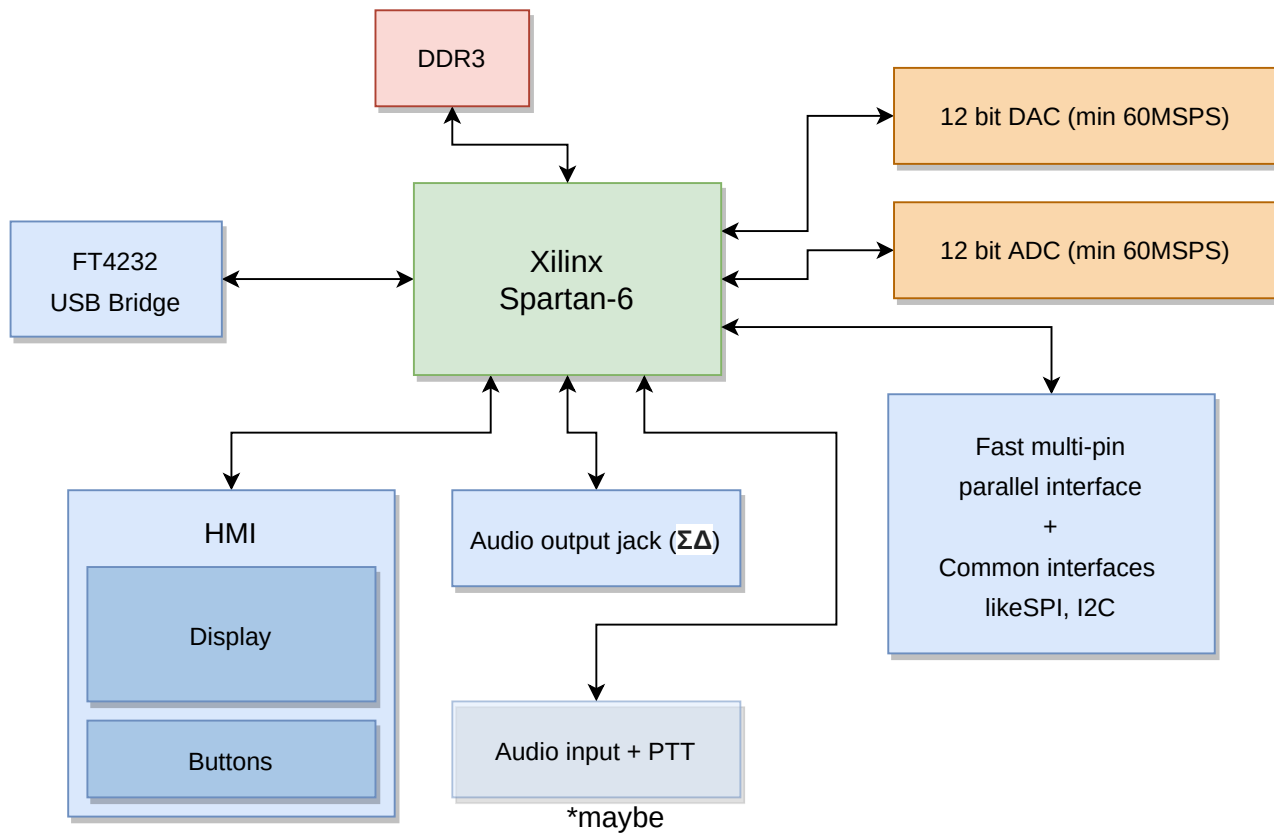 DDR3
12 bit DAC (min 60MSPS)
12 bit ADC (min 60MSPS)
Xilinx
Spartan-6
FT4232
USB Bridge
Fast multi-pin
parallel interface
+
Common interfaces
likeSPI, I2C
HMI
Display
Buttons
Audio output jack (ΣΔ)
Audio input + PTT
*maybe